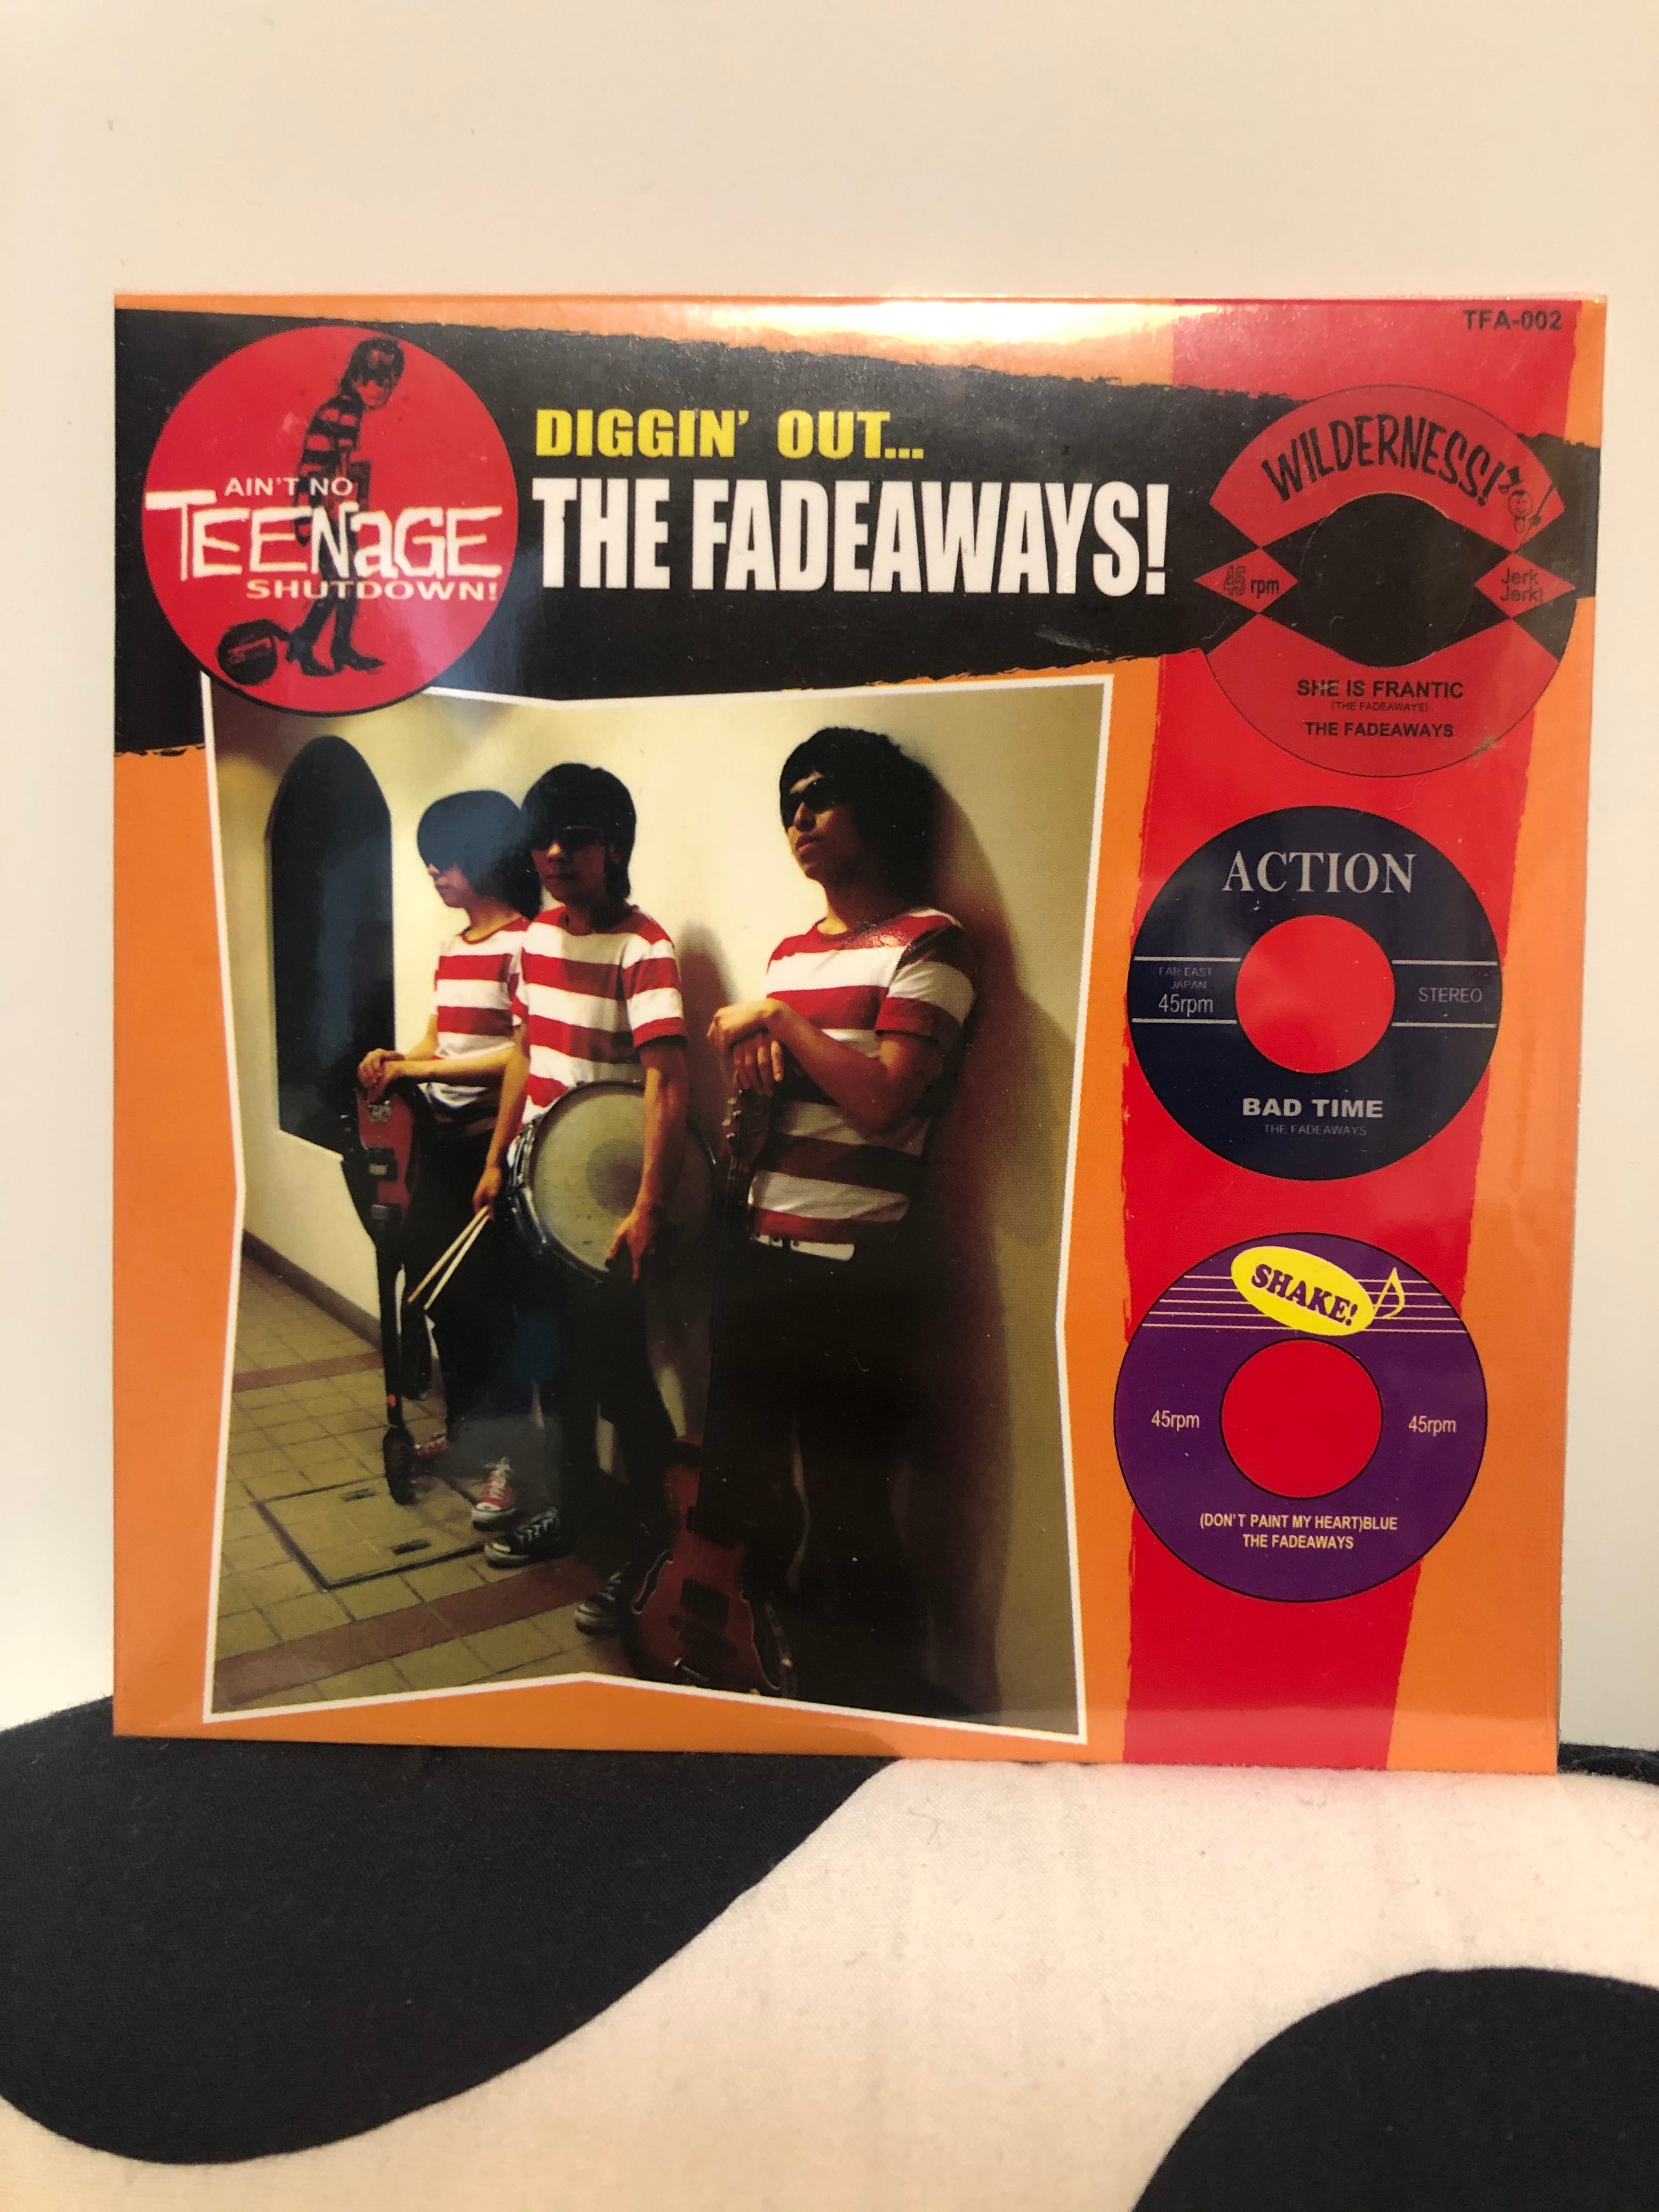 TFA-002
AIN'T NO
TEENaGE
SHUTDOWN!
DIGGIN' OUT...
THE FADEAWAYS!
WILDERNESS!
45 rpm
Jerk
Jerk!
SHE IS FRANTIC
(THE FADEAWAYS)
THE FADEAWAYS
ACTION
FAR EAST
JAPAN
45rpm
STEREO
BAD TIME
THE FADEAWAYS
SHAKE!
45rpm
45rpm
(DON'T PAINT MY HEART)BLUE
THE FADEAWAYS